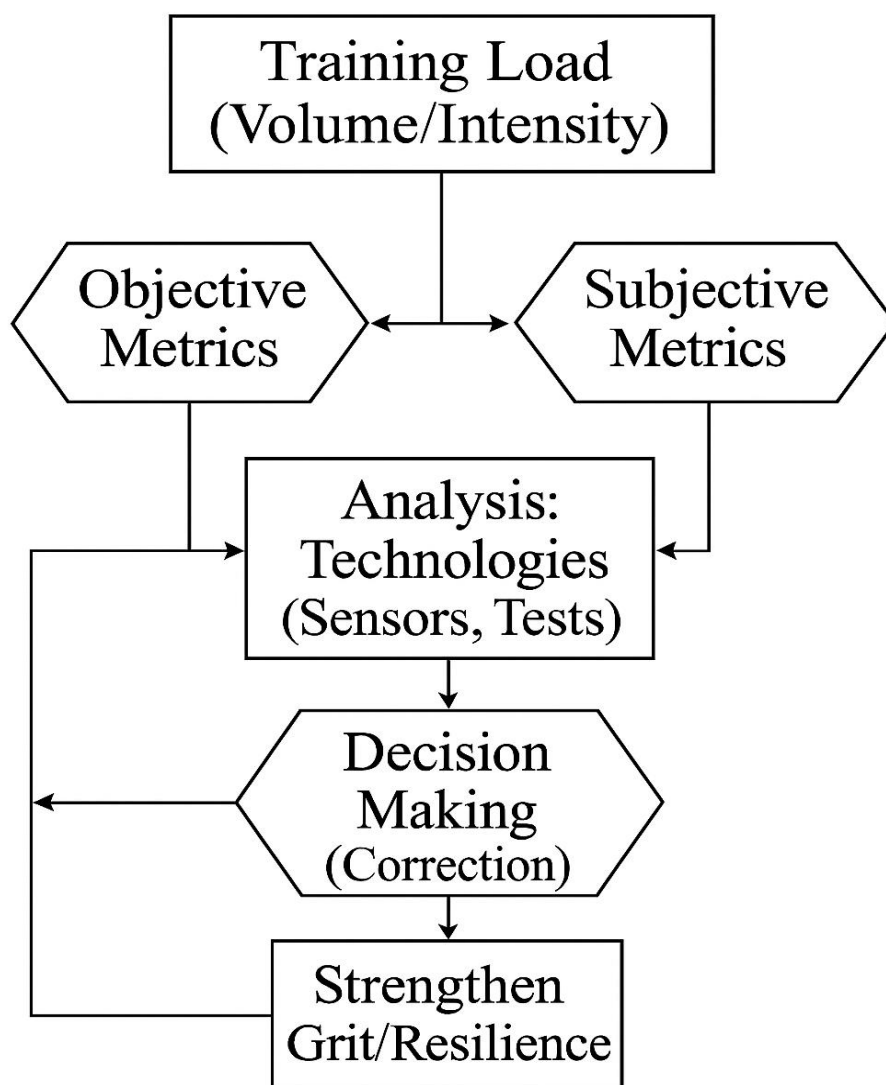 Training Load
(Volume/Intensity)
Objective
Metrics
Subjective
Metrics
Analysis:
Technologies
(Sensors, Tests)
Decision
Making
(Correction)
Strengthen
Grit/Resilience